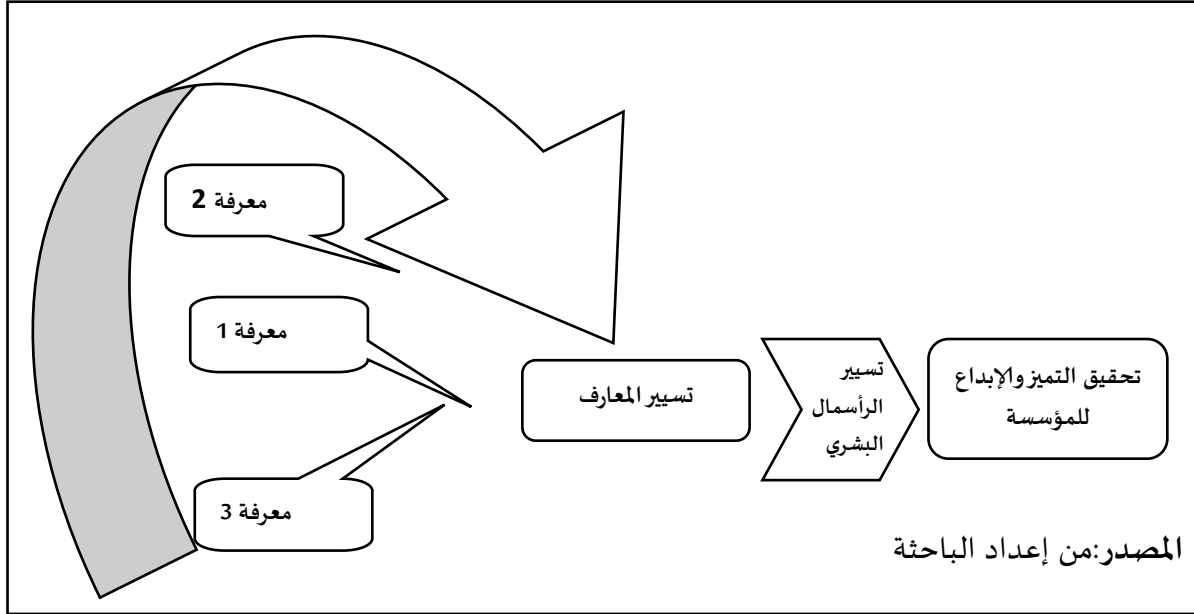 معرفة 2
معرفة 1
معرفة 3
تسيير المعارف
تسيير
الرأسمال
البشري
تحقيق التميز والإبداع
للمؤسسة
المصدر:من إعداد الباحثة